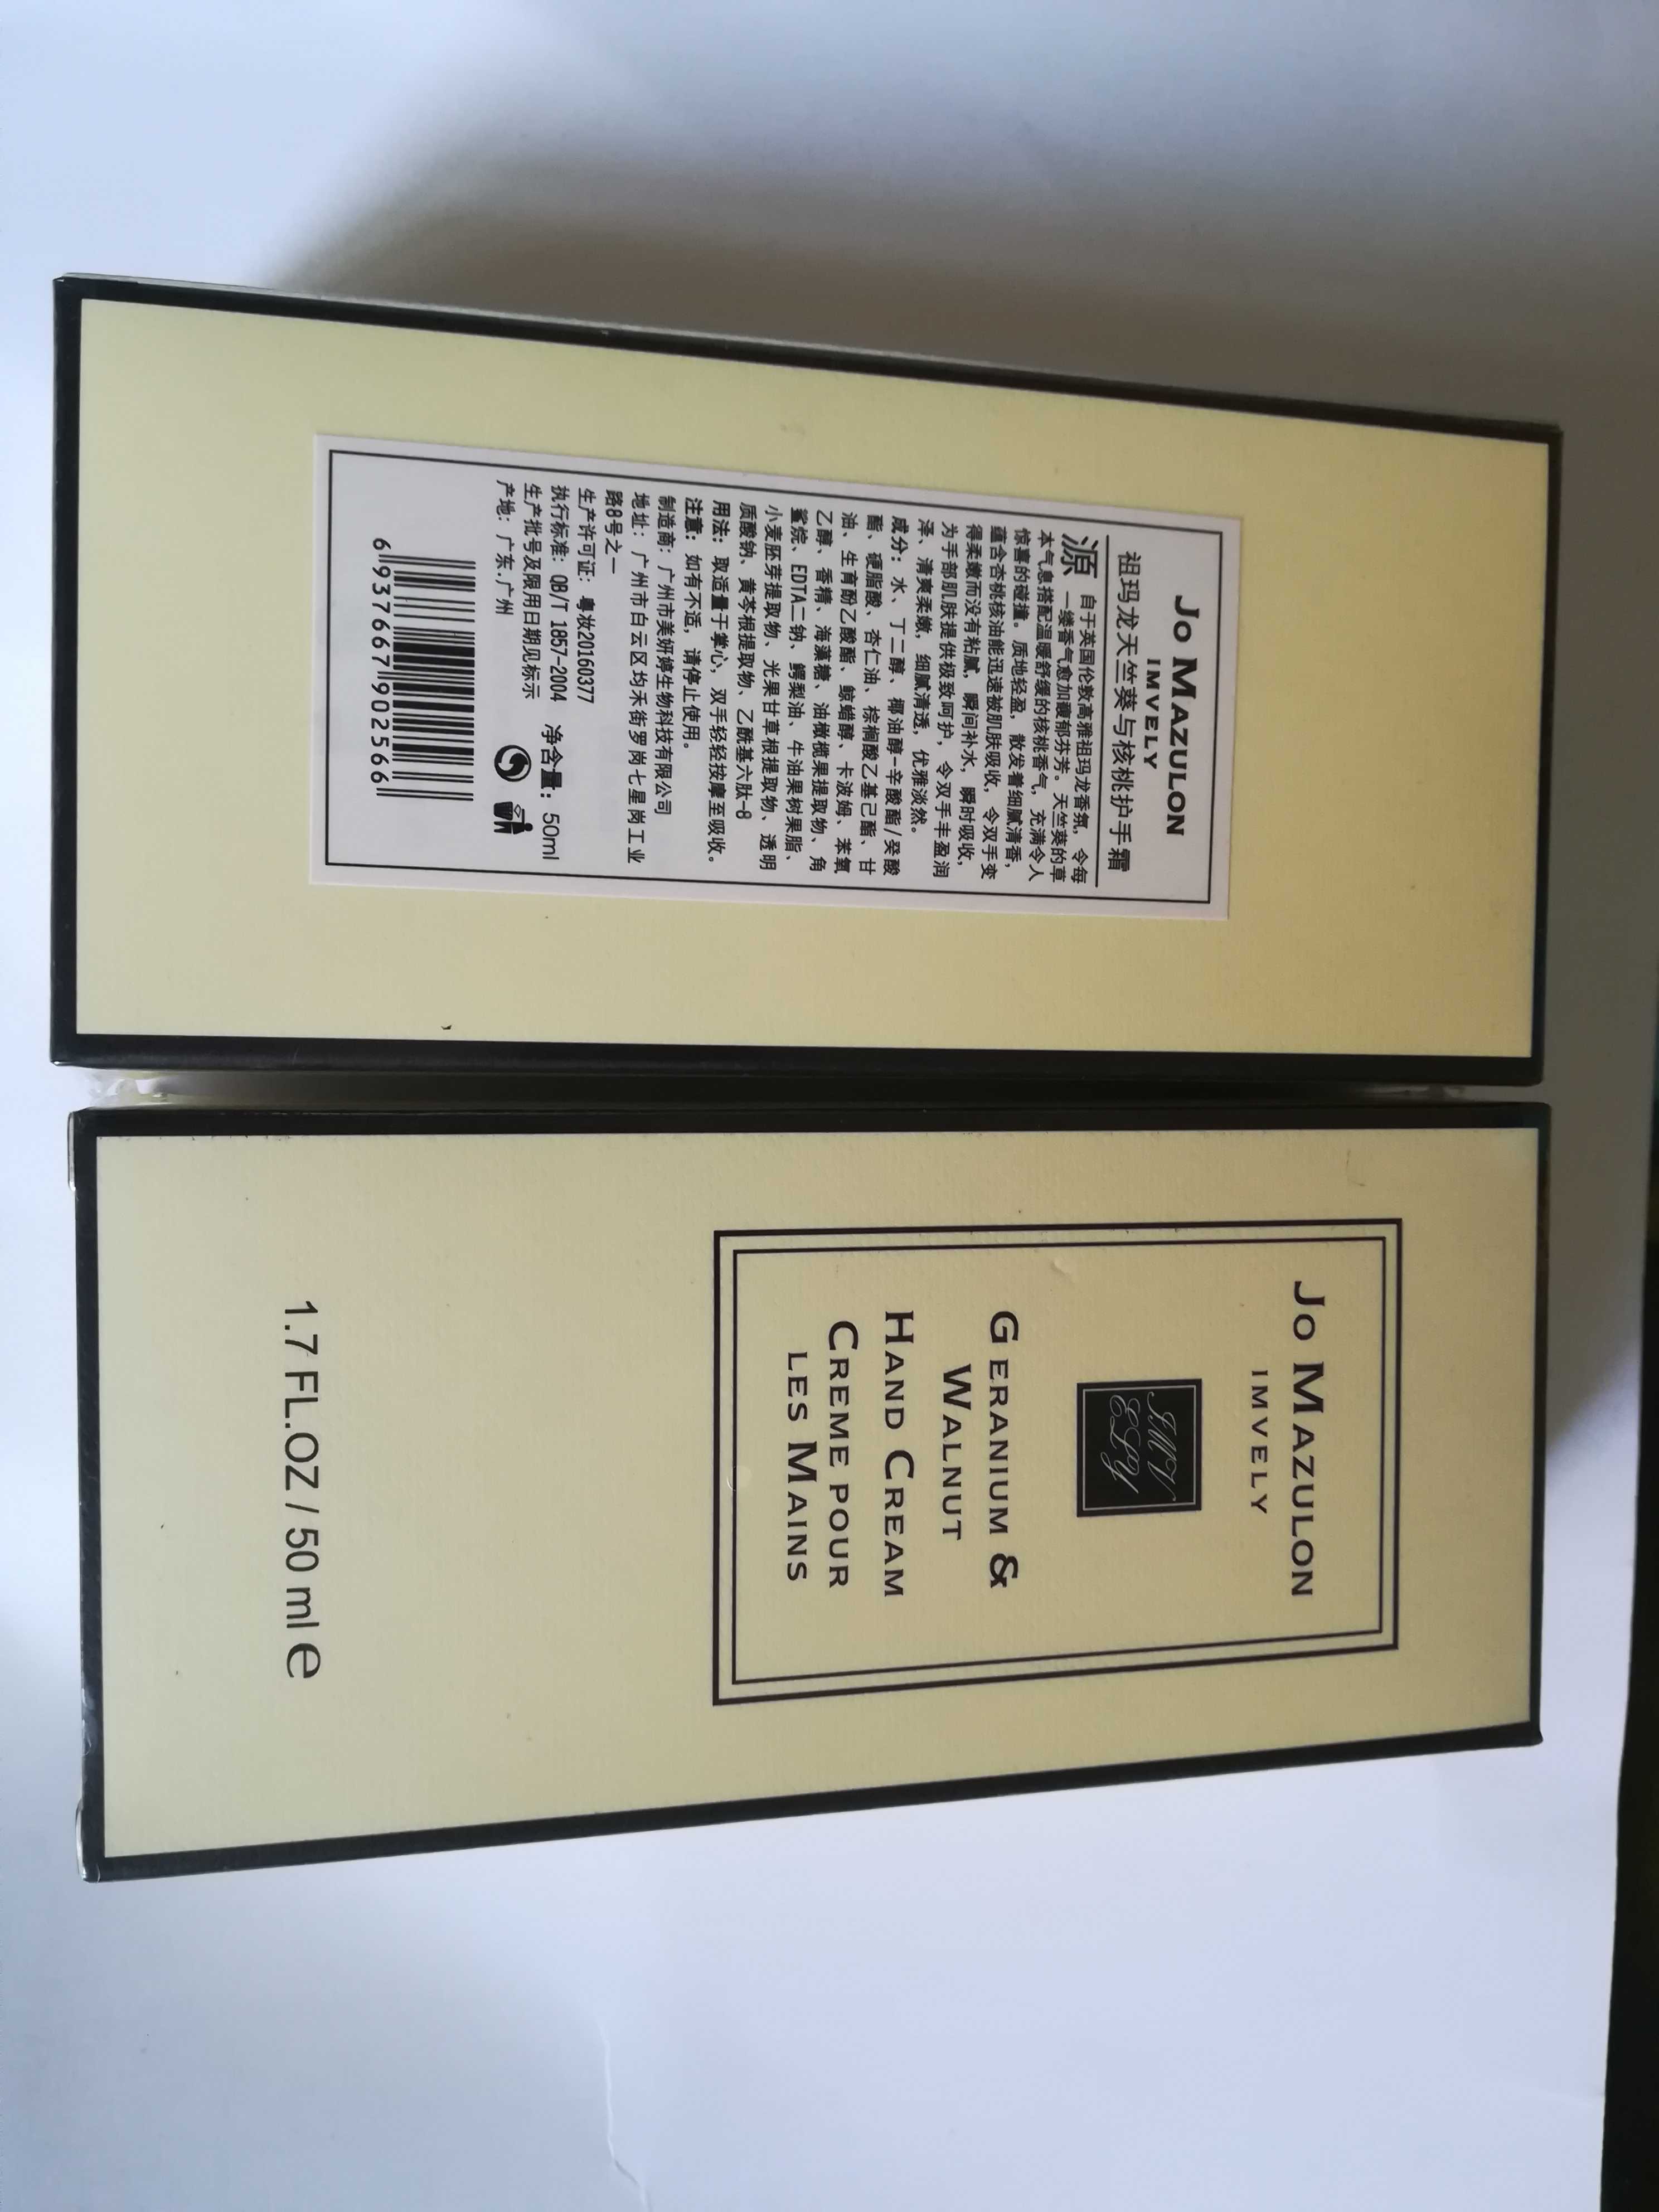 JO MAZULON
IMVELY
祖玛龙天竺葵与核桃护手霜
源 自于英国伦敦高雅祖玛龙香氛，令每
一缕香气愈加馥郁芬芳。天竺葵的草
本气息搭配温暖舒缓的核桃香气，充满令人
惊喜的碰撞。质地轻盈，散发着细腻清香，
蕴含杏桃核油能迅速被肌肤吸收，令双手变
得柔嫩而没有粘腻，瞬间补水，瞬时吸收，
为手部肌肤提供极致呵护，令双手丰盈润
泽、清爽柔嫩，细腻清透，优雅淡然。
成分：水、丁二醇、椰油醇-辛酸酯/癸酸
酯、硬脂酸、杏仁油、棕榈酸乙基己酯、甘
油、生育酚乙酸酯、鲸蜡醇、卡波姆、苯氧
乙醇、香精、海藻糖、油橄榄果提取物、角
鲨烷、EDTA二钠、鳄梨油、牛油果树果脂、
小麦胚芽提取物、光果甘草根提取物、透明
质酸钠、黄芩根提取物、乙酰基六肽-8
用法：取适量于掌心，双手轻轻按摩至吸收。
注意：如有不适，请停止使用。
制造商：广州市美妍婷生物科技有限公司
地址：广州市白云区均禾街罗岗七星岗工业
路8号之一
生产许可证：粤妆20160377
执行标准：QB/T 1857-2004 净含量：50ml
生产批号及限用日期见标示
产地：广东.广州
6937667902566
JO MAZULON
IMVELY
IMV
ELY
GERANIUM &
WALNUT
HAND CREAM
CREME POUR
LES MAINS
1.7 FL.OZ / 50 ml e